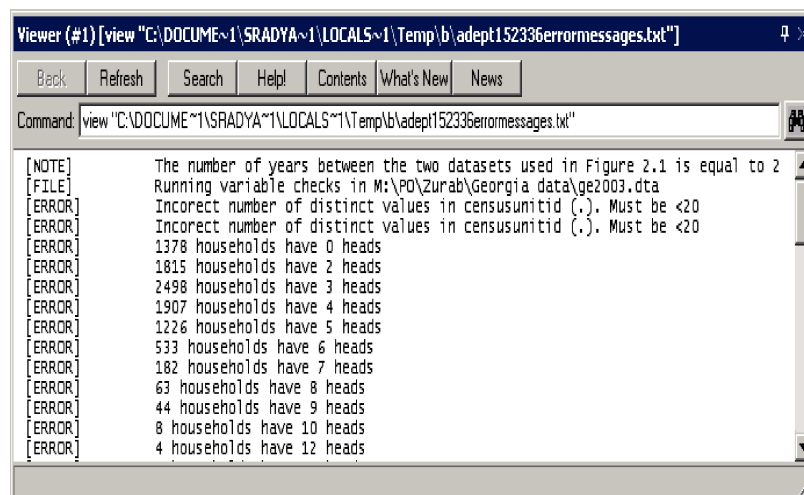 Viewer (#1) [view "C:\DOCUME~1\SRADYA~1\LOCALS~1\Temp\b\adept152336errormessages.txt"]
Back Refresh Search Help! Contents What's New News
Command: view "C:\DOCUME~1\SRADYA~1\LOCALS~1\Temp\b\adept152336errormessages.txt"
[NOTE] The number of years between the two datasets used in Figure 2.1 is equal to 2
[FILE] Running variable checks in M:\PO\Zurab\Georgia data\ge2003.dta
[ERROR] Incorect number of distinct values in censusunitid (.). Must be <20
[ERROR] Incorect number of distinct values in censusunitid (.). Must be <20
[ERROR] 1378 households have 0 heads
[ERROR] 1815 households have 2 heads
[ERROR] 2498 households have 3 heads
[ERROR] 1907 households have 4 heads
[ERROR] 1226 households have 5 heads
[ERROR] 533 households have 6 heads
[ERROR] 182 households have 7 heads
[ERROR] 63 households have 8 heads
[ERROR] 44 households have 9 heads
[ERROR] 8 households have 10 heads
[ERROR] 4 households have 12 heads